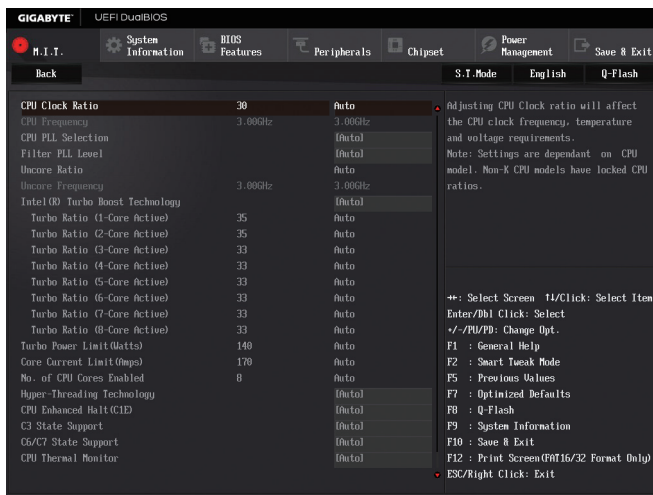 GIGABYTE™ UEFI DualBIOS
M.I.T. System Information BIOS Features Peripherals Chipset Power Management Save & Exit
Back S.T.Mode English Q-Flash
CPU Clock Ratio 30 Auto
CPU Frequency 3.00GHz 3.00GHz
CPU PLL Selection [Auto]
Filter PLL Level [Auto]
Uncore Ratio Auto
Uncore Frequency 3.00GHz 3.00GHz
Intel(R) Turbo Boost Technology [Auto]
Turbo Ratio (1-Core Active) 35 Auto
Turbo Ratio (2-Core Active) 35 Auto
Turbo Ratio (3-Core Active) 33 Auto
Turbo Ratio (4-Core Active) 33 Auto
Turbo Ratio (5-Core Active) 33 Auto
Turbo Ratio (6-Core Active) 33 Auto
Turbo Ratio (7-Core Active) 33 Auto
Turbo Ratio (8-Core Active) 33 Auto
Turbo Power Limit(Watts) 140 Auto
Core Current Limit(Amps) 170 Auto
No. of CPU Cores Enabled 8 Auto
Hyper-Threading Technology [Auto]
CPU Enhanced Halt(C1E) [Auto]
C3 State Support [Auto]
C6/C7 State Support [Auto]
CPU Thermal Monitor [Auto]
Adjusting CPU Clock ratio will affect
the CPU clock frequency, temperature
and voltage requirements.
Note: Settings are dependant on CPU
model. Non-K CPU models have locked CPU
ratios.
→←: Select Screen ↑↓/Click: Select Item
Enter/Dbl Click: Select
+/-/PU/PD: Change Opt.
F1 : General Help
F2 : Smart Tweak Mode
F5 : Previous Values
F7 : Optimized Defaults
F8 : Q-Flash
F9 : System Information
F10 : Save & Exit
F12 : Print Screen(FAT16/32 Format Only)
ESC/Right Click: Exit